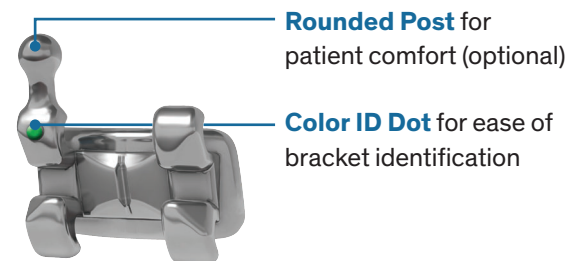 Rounded Post for
patient comfort (optional)
Color ID Dot for ease of
bracket identification